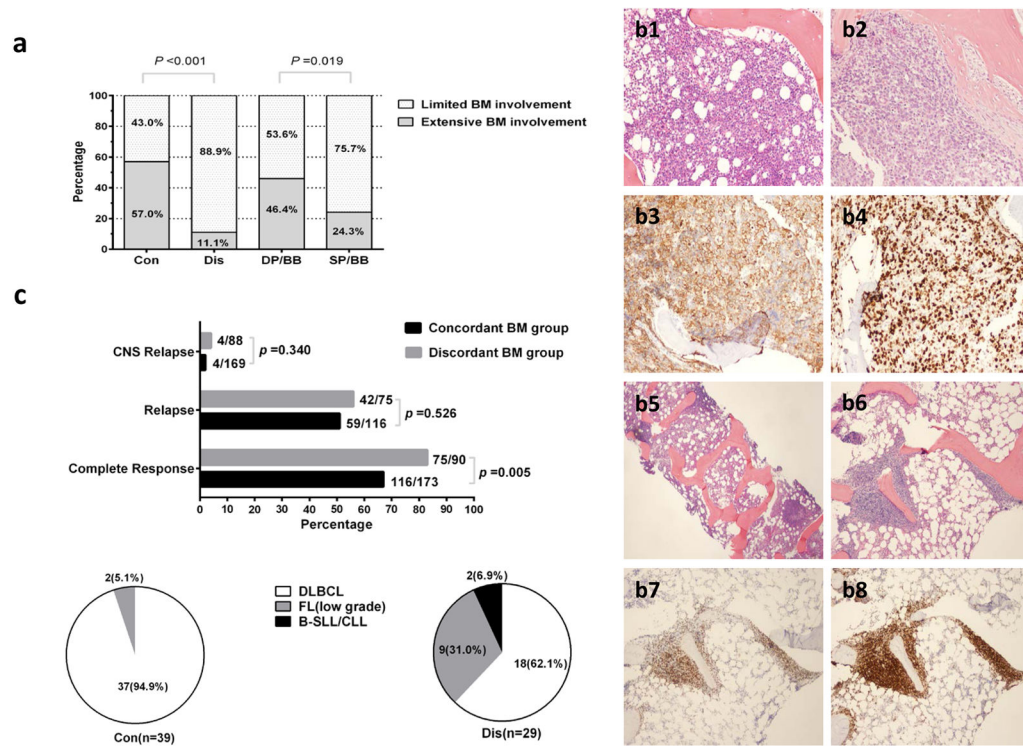 a
P <0.001
P =0.019
100
80
60
40
20
0
Percentage
43.0%
57.0%
88.9%
11.1%
53.6%
46.4%
75.7%
24.3%
Con
Dis
DP/BB
SP/BB
Limited BM involvement
Extensive BM involvement
c
CNS Relapse
4/88
4/169
p =0.340
Relapse
42/75
59/116
p =0.526
Complete Response
75/90
116/173
p =0.005
Concordant BM group
Discordant BM group
0 10 20 30 40 50 60 70 80 90 100
Percentage
2(5.1%)
37(94.9%)
Con(n=39)
DLBCL
FL(low grade)
B-SLL/CLL
2(6.9%)
9(31.0%)
18(62.1%)
Dis(n=29)
b1
b2
b3
b4
b5
b6
b7
b8